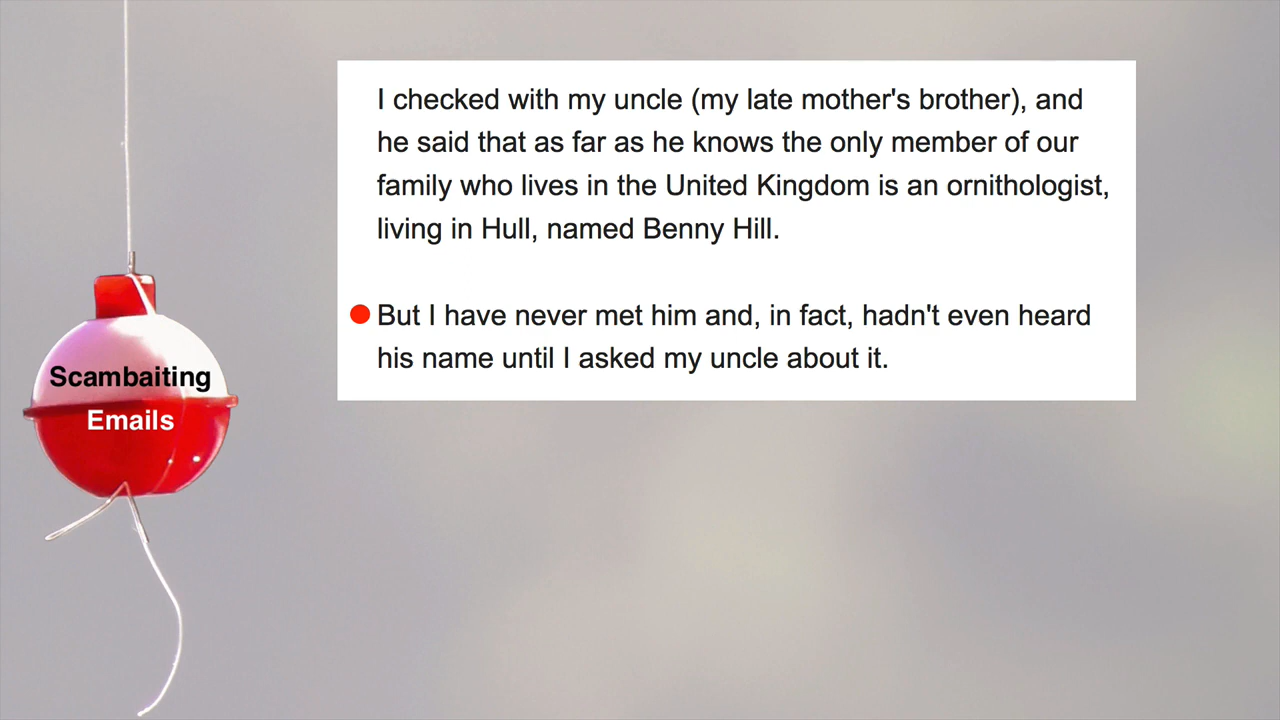 I checked with my uncle (my late mother's brother), and
he said that as far as he knows the only member of our
family who lives in the United Kingdom is an ornithologist,
living in Hull, named Benny Hill.
But I have never met him and, in fact, hadn't even heard
his name until I asked my uncle about it.
Scambaiting
Emails